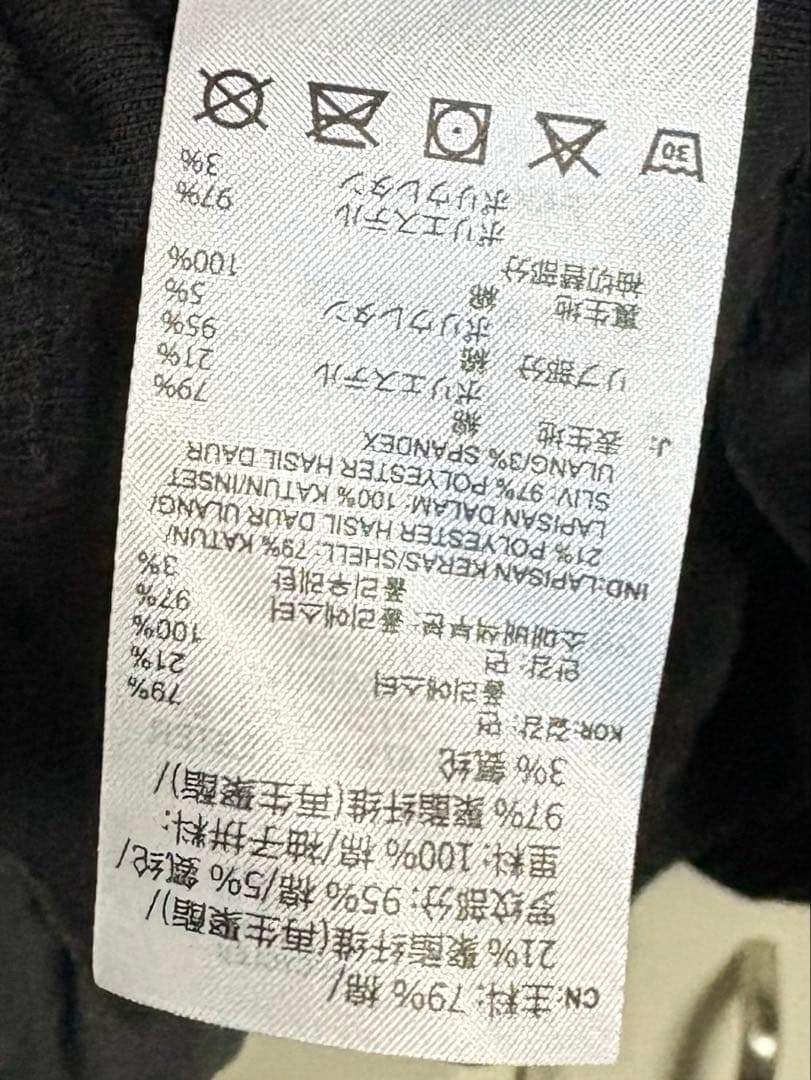 CN:主料: 79% 棉/
21% 聚酯纤维(再生聚酯)/
罗纹部分: 95% 棉/5% 氨纶/
里料: 100% 棉/袖子拼料:
97% 聚酯纤维(再生聚酯)/
3% 氨纶
KOR:겉감: 면 79%
폴리에스터 21%
안감: 면 100%
소매배색부분: 폴리에스터 97%
폴리우레탄 3%
IND:LAPISAN KERAS/SHELL: 79% KATUN/
21% POLYESTER HASIL DAUR ULANG/
LAPISAN DALAM: 100% KATUN/INSET
SLIV: 97% POLYESTER HASIL DAUR
ULANG/3% SPANDEX
J: 表生地 綿 79%
ポリエステル 21%
リブ部分 綿 95%
ポリウレタン 5%
裏生地 綿 100%
袖切替部分
ポリエステル 97%
ポリウレタン 3%
30